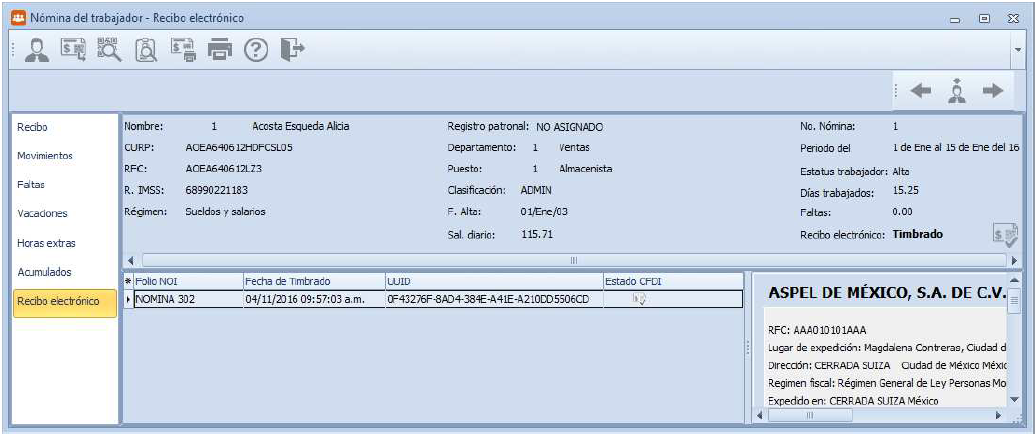 Nómina del trabajador - Recibo electrónico
Recibo
Movimientos
Faltas
Vacaciones
Horas extras
Acumulados
Recibo electrónico
Nombre: 1 Acosta Esqueda Alicia
CURP: AOEA640612HDFCSL05
RFC: AOEA640612LZ3
R. IMSS: 68990221183
Régimen: Sueldos y salarios
Registro patronal: NO ASIGNADO
Departamento: 1 Ventas
Puesto: 1 Almacenista
Clasificación: ADMIN
F. Alta: 01/Ene/03
Sal. diario: 115.71
No. Nómina: 1
Periodo del 1 de Ene al 15 de Ene del 16
Estatus trabajador: Alta
Días trabajados: 15.25
Faltas: 0.00
Recibo electrónico: Timbrado
Folio NOI Fecha de Timbrado UUID Estado CFDI
NOMINA 302 04/11/2016 09:57:03 a.m. 0F43276F-8AD4-384E-A41E-A210DD5506CD
ASPEL DE MÉXICO, S.A. DE C.V.
RFC: AAA010101AAA
Lugar de expedición: Magdalena Contreras, Ciudad d
Dirección: CERRADA SUIZA Ciudad de México Méxic
Regimen fiscal: Régimen General de Ley Personas Mo
Expedido en: CERRADA SUIZA México